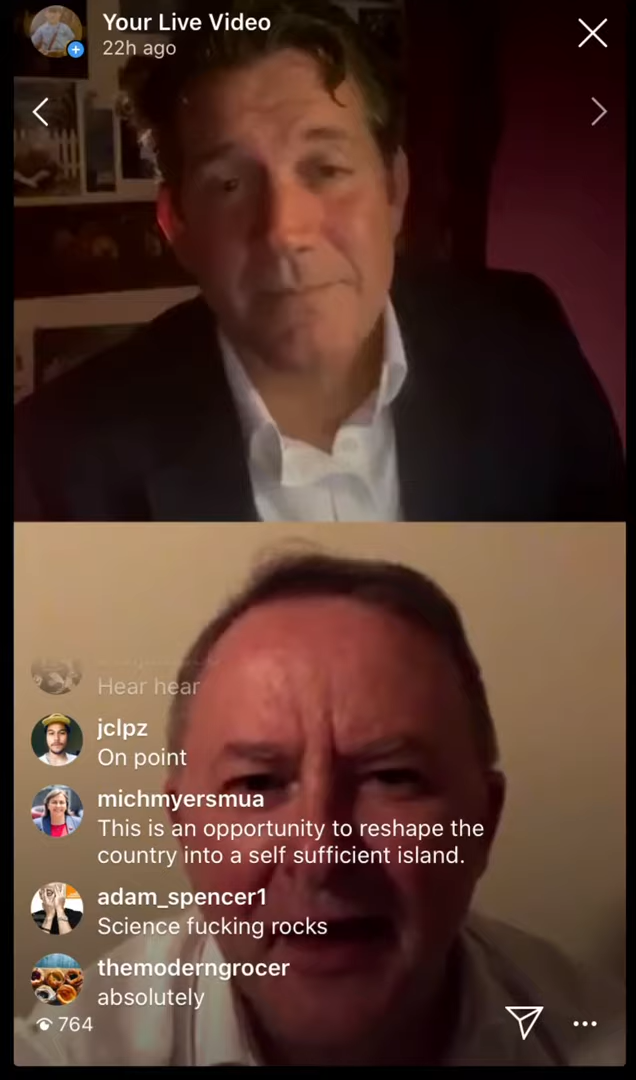 Your Live Video
22h ago
Hear hear
jclpz
On point
michmyersmua
This is an opportunity to reshape the
country into a self sufficient island.
adam_spencer1
Science fucking rocks
themoderngrocer
absolutely
764